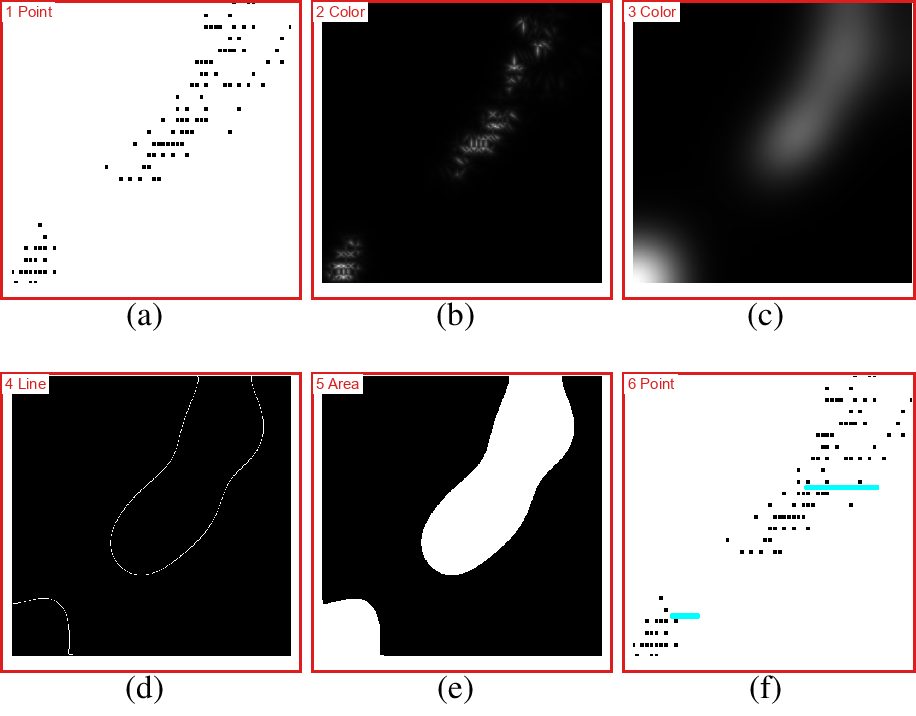 1 Point
2 Color
3 Color
(a)
(b)
(c)
4 Line
5 Area
6 Point
(d)
(e)
(f)